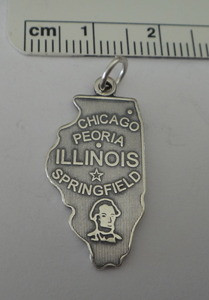 cm 1 2
CHICAGO
PEORIA
ILLINOIS
SPRINGFIELD